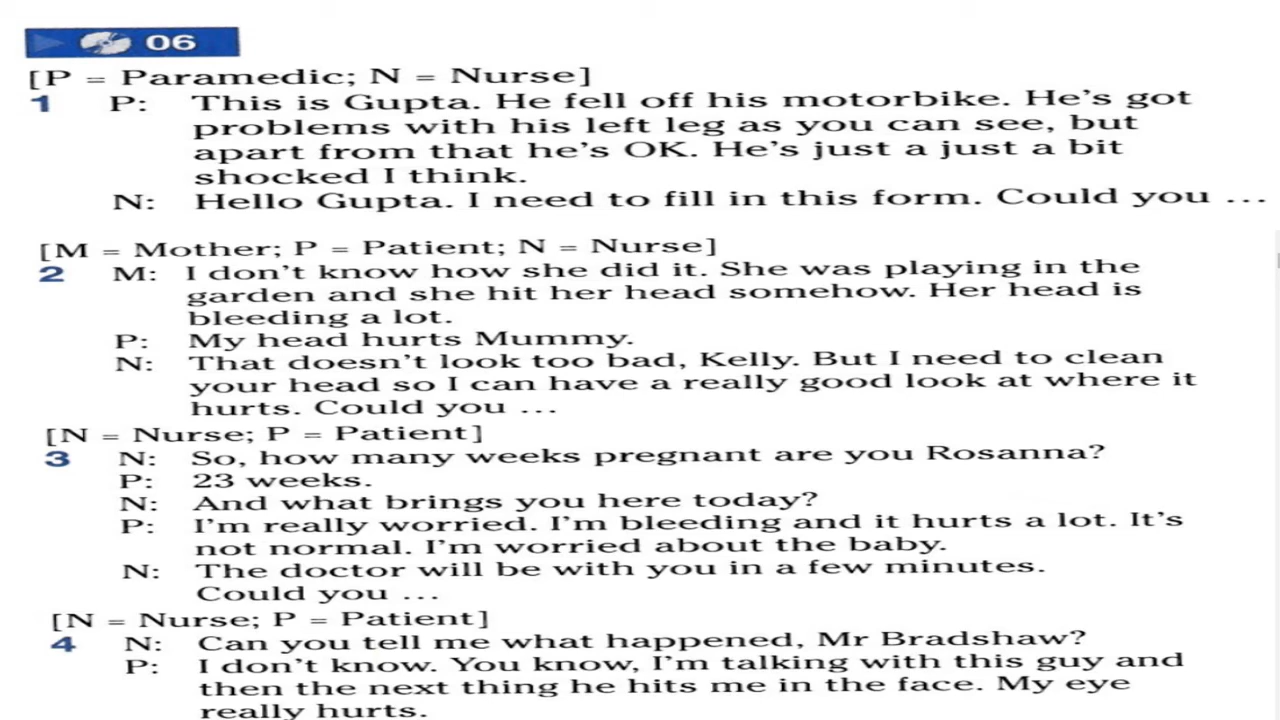 06
[P = Paramedic; N = Nurse]
1 P: This is Gupta. He fell off his motorbike. He's got
problems with his left leg as you can see, but
apart from that he's OK. He's just a just a bit
shocked I think.
N: Hello Gupta. I need to fill in this form. Could you ...
[M = Mother; P = Patient; N = Nurse]
2 M: I don't know how she did it. She was playing in the
garden and she hit her head somehow. Her head is
bleeding a lot.
P: My head hurts Mummy.
N: That doesn't look too bad, Kelly. But I need to clean
your head so I can have a really good look at where it
hurts. Could you ...
[N = Nurse; P = Patient]
3 N: So, how many weeks pregnant are you Rosanna?
P: 23 weeks.
N: And what brings you here today?
P: I'm really worried. I'm bleeding and it hurts a lot. It's
not normal. I'm worried about the baby.
N: The doctor will be with you in a few minutes.
Could you ...
[N = Nurse; P = Patient]
4 N: Can you tell me what happened, Mr Bradshaw?
P: I don't know. You know, I'm talking with this guy and
then the next thing he hits me in the face. My eye
really hurts.